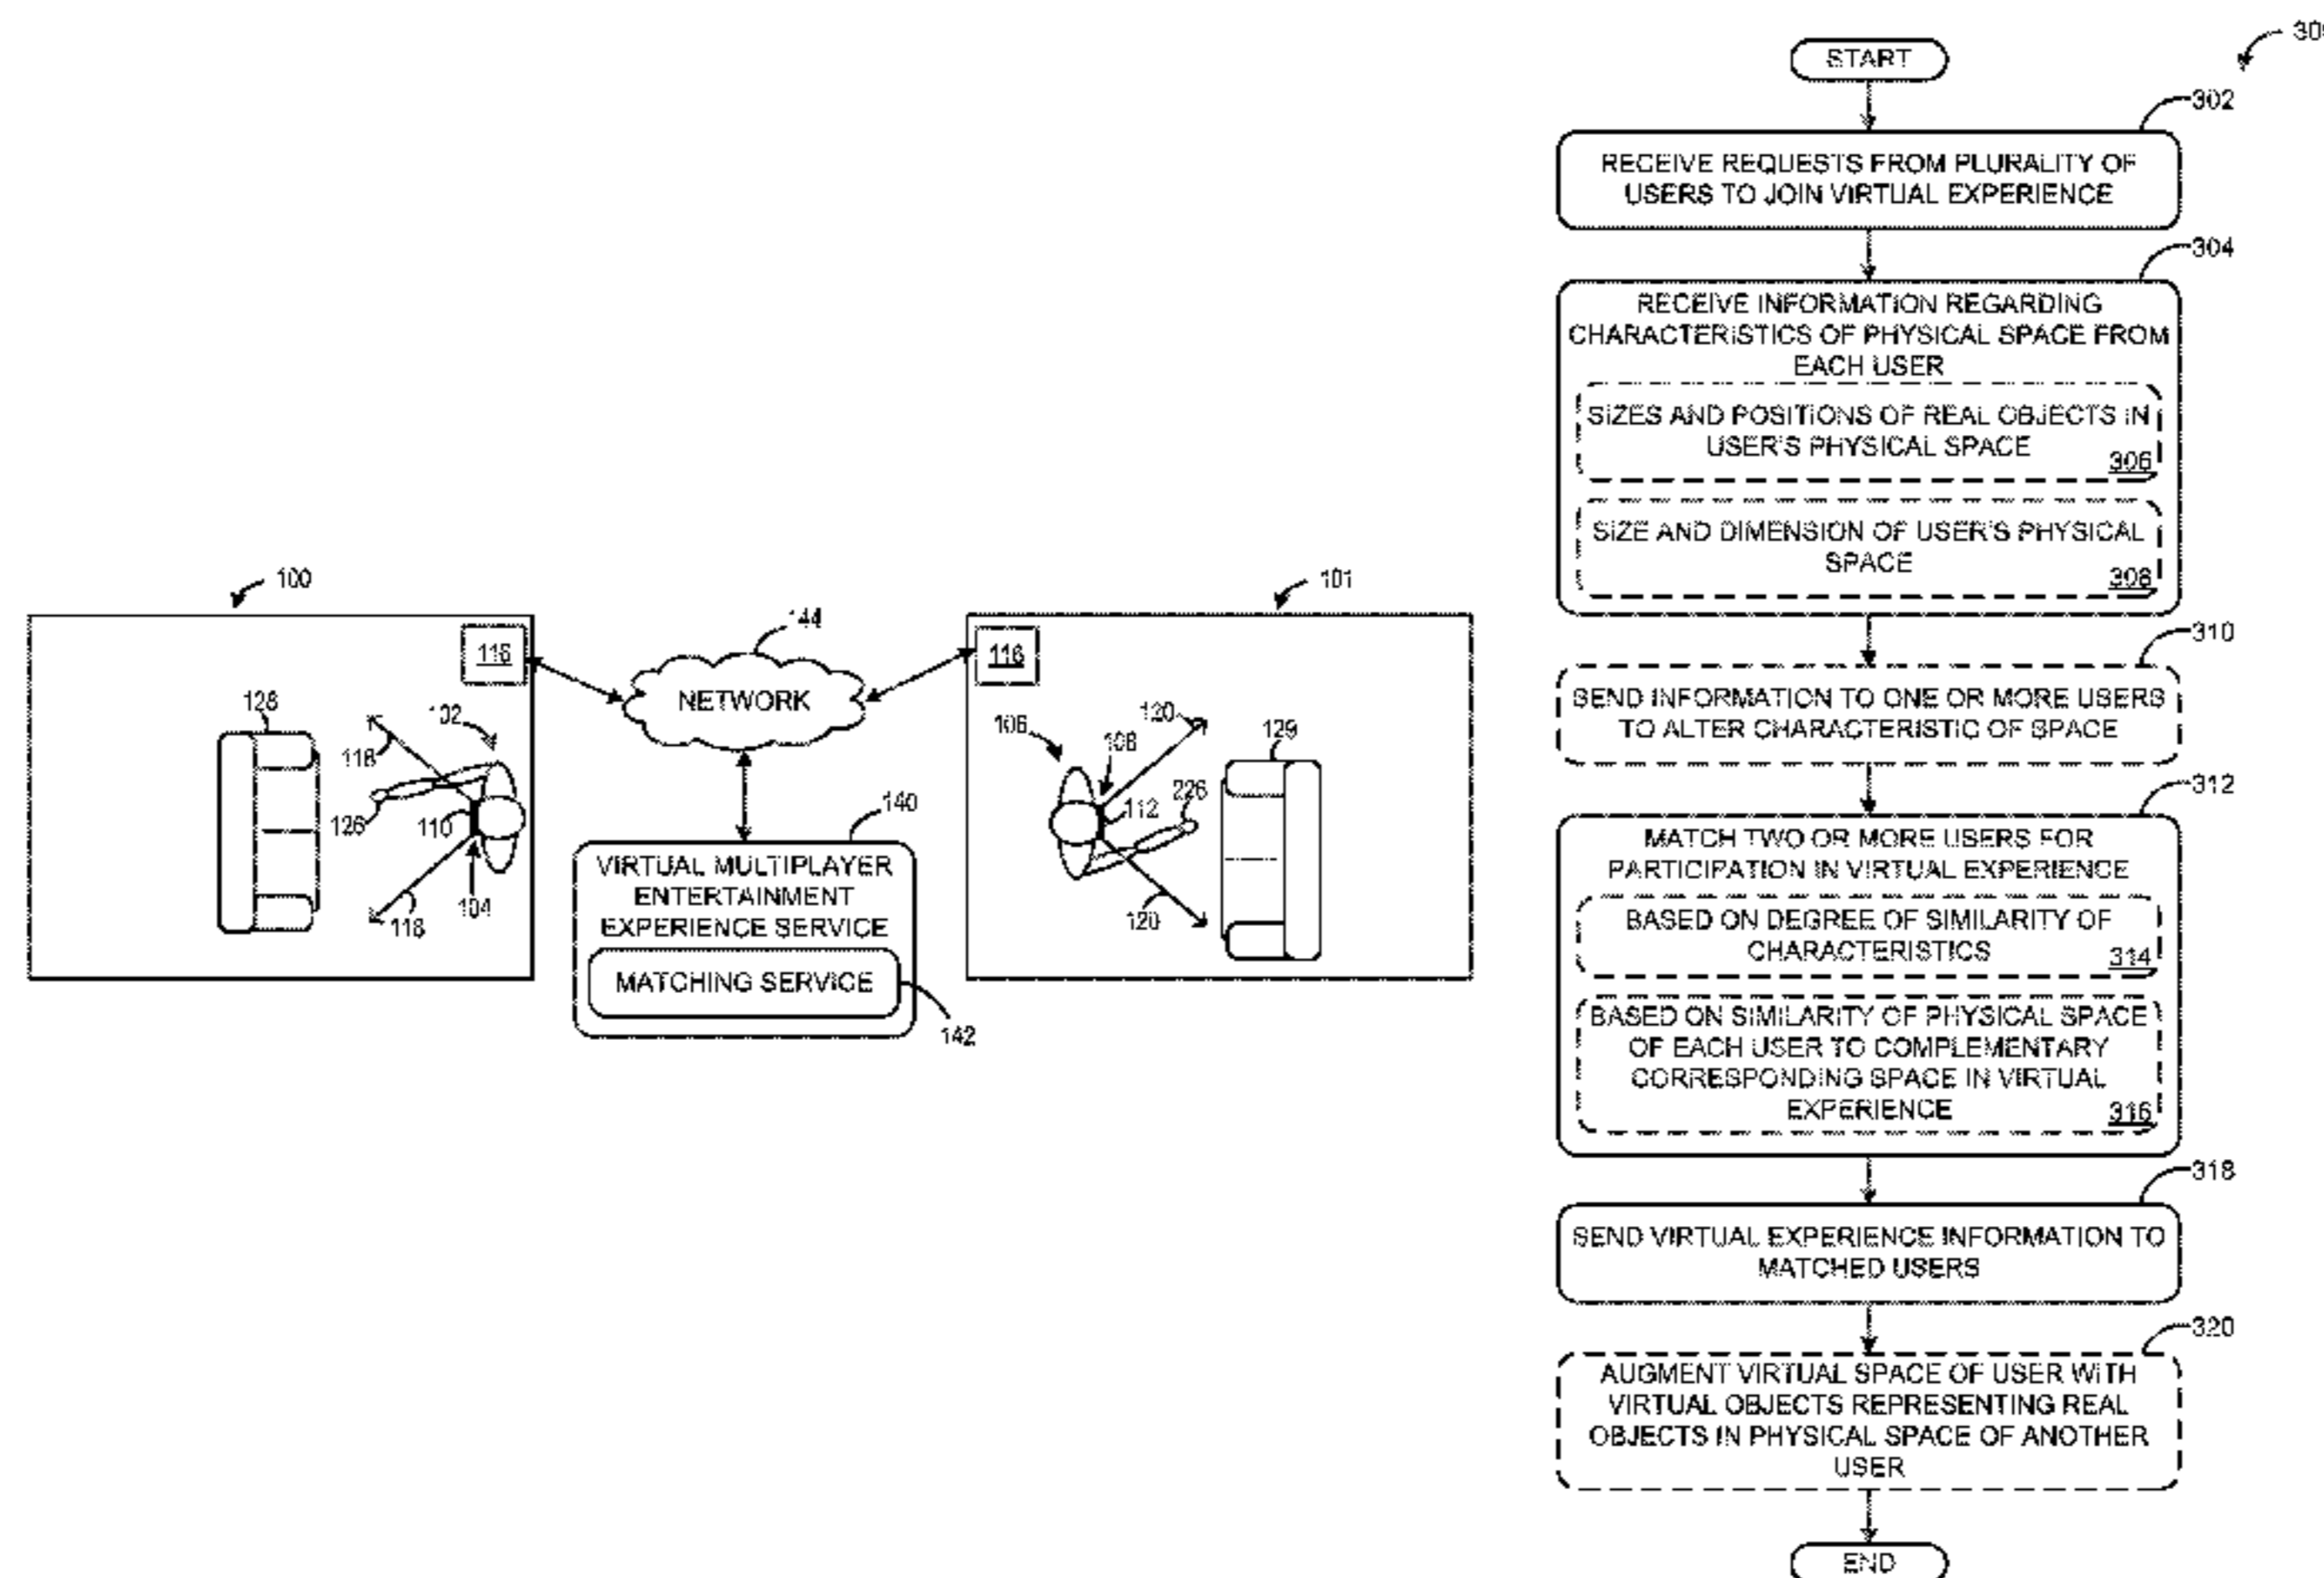 100
101
144
116
116
NETWORK
128
102
118
126
110
118
104
106
108
120
129
226
112
120
140
VIRTUAL MULTIPLAYER
ENTERTAINMENT
EXPERIENCE SERVICE
MATCHING SERVICE
142
START
302
RECEIVE REQUESTS FROM PLURALITY OF
USERS TO JOIN VIRTUAL EXPERIENCE
304
RECEIVE INFORMATION REGARDING
CHARACTERISTICS OF PHYSICAL SPACE FROM
EACH USER
SIZES AND POSITIONS OF REAL OBJECTS IN
USER'S PHYSICAL SPACE
306
SIZE AND DIMENSION OF USER'S PHYSICAL
SPACE
308
310
SEND INFORMATION TO ONE OR MORE USERS
TO ALTER CHARACTERISTIC OF SPACE
312
MATCH TWO OR MORE USERS FOR
PARTICIPATION IN VIRTUAL EXPERIENCE
BASED ON DEGREE OF SIMILARITY OF
CHARACTERISTICS
314
BASED ON SIMILARITY OF PHYSICAL SPACE
OF EACH USER TO COMPLEMENTARY
CORRESPONDING SPACE IN VIRTUAL
EXPERIENCE
316
318
SEND VIRTUAL EXPERIENCE INFORMATION TO
MATCHED USERS
320
AUGMENT VIRTUAL SPACE OF USER WITH
VIRTUAL OBJECTS REPRESENTING REAL
OBJECTS IN PHYSICAL SPACE OF ANOTHER
USER
END